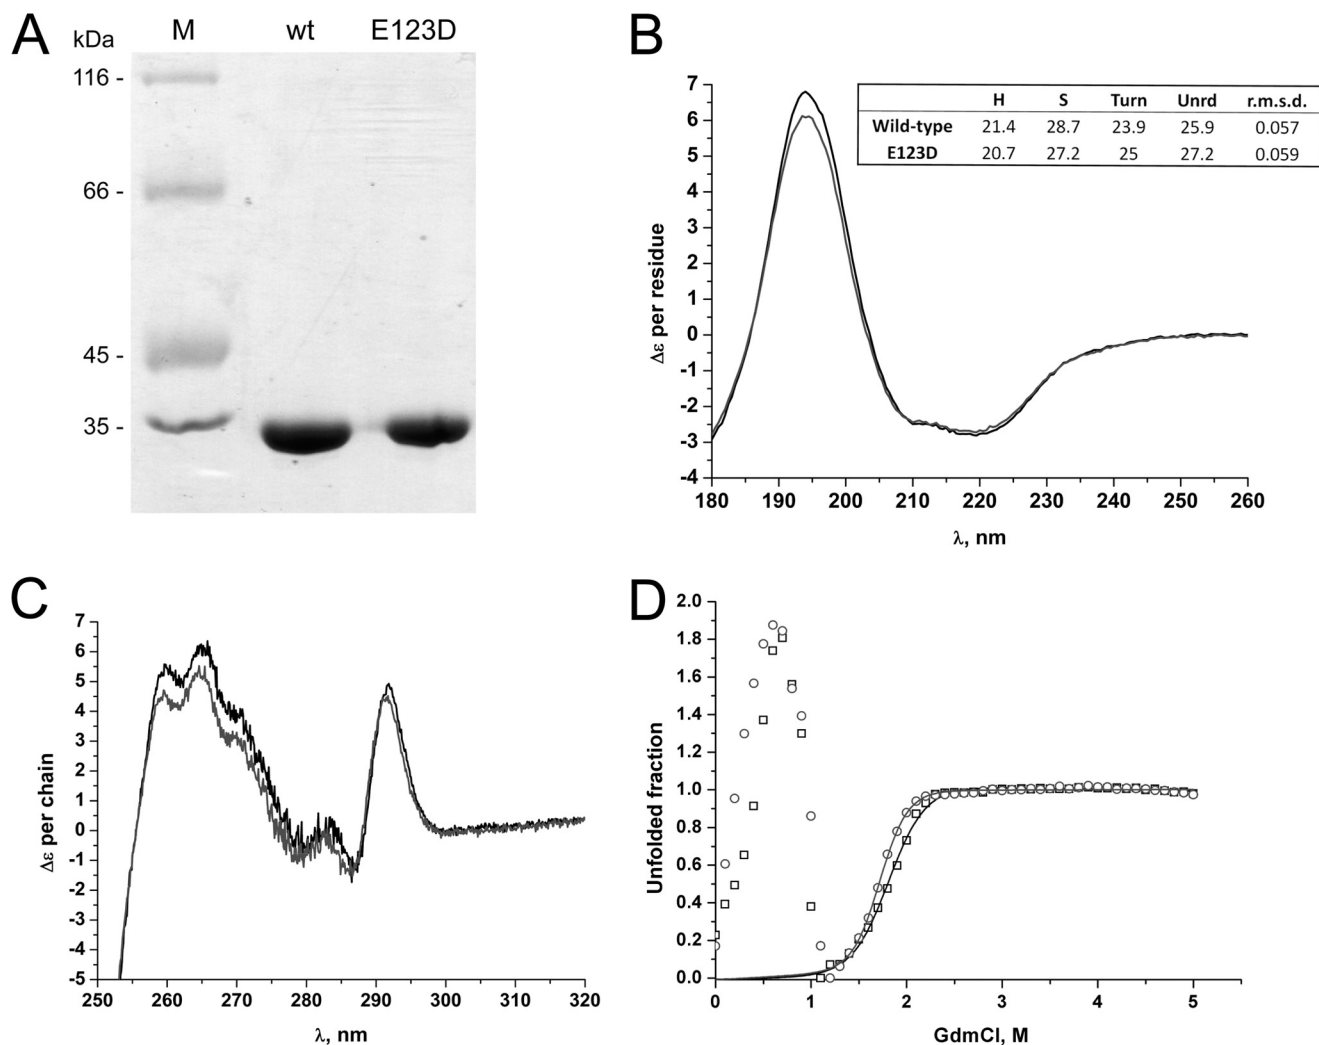 A
kDa
M wt E123D
116 -
66 -
45 -
35 -
B
7
6
5
4
3
2
1
0
-1
-2
-3
-4
Δε per residue
180 190 200 210 220 230 240 250 260
λ, nm
H S Turn Unrd r.m.s.d.
Wild-type 21.4 28.7 23.9 25.9 0.057
E123D 20.7 27.2 25 27.2 0.059
C
7
6
5
4
3
2
1
0
-1
-2
-3
-4
-5
Δε per chain
250 260 270 280 290 300 310 320
λ, nm
D
2.0
1.8
1.6
1.4
1.2
1.0
0.8
0.6
0.4
0.2
0.0
Unfolded fraction
0 1 2 3 4 5
GdmCl, M